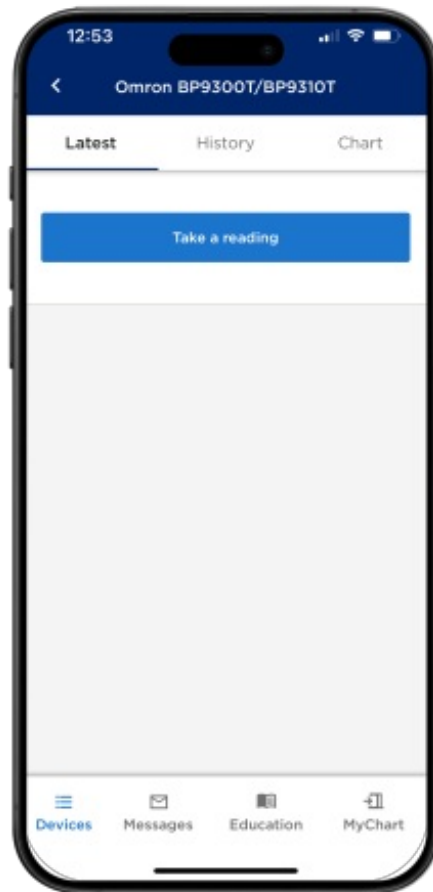 12:53
Omron BP9300T/BP9310T
Latest History Chart
Take a reading
Devices Messages Education MyChart